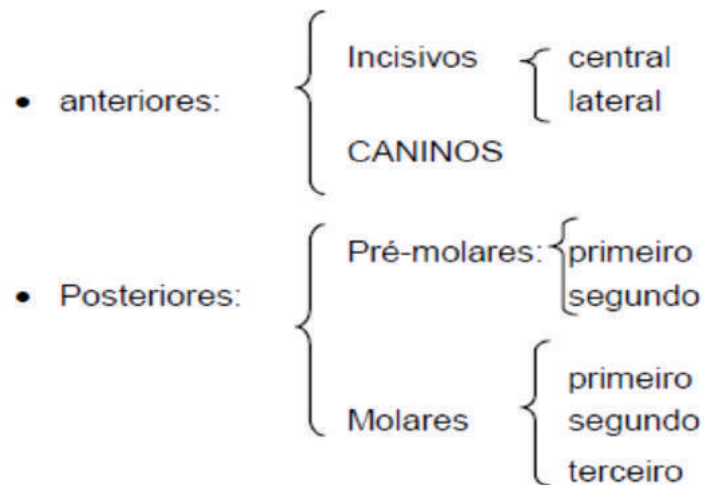 Incisivos central
• anteriores: lateral
CANINOS
Pré-molares: primeiro
• Posteriores: segundo
primeiro
Molares segundo
terceiro